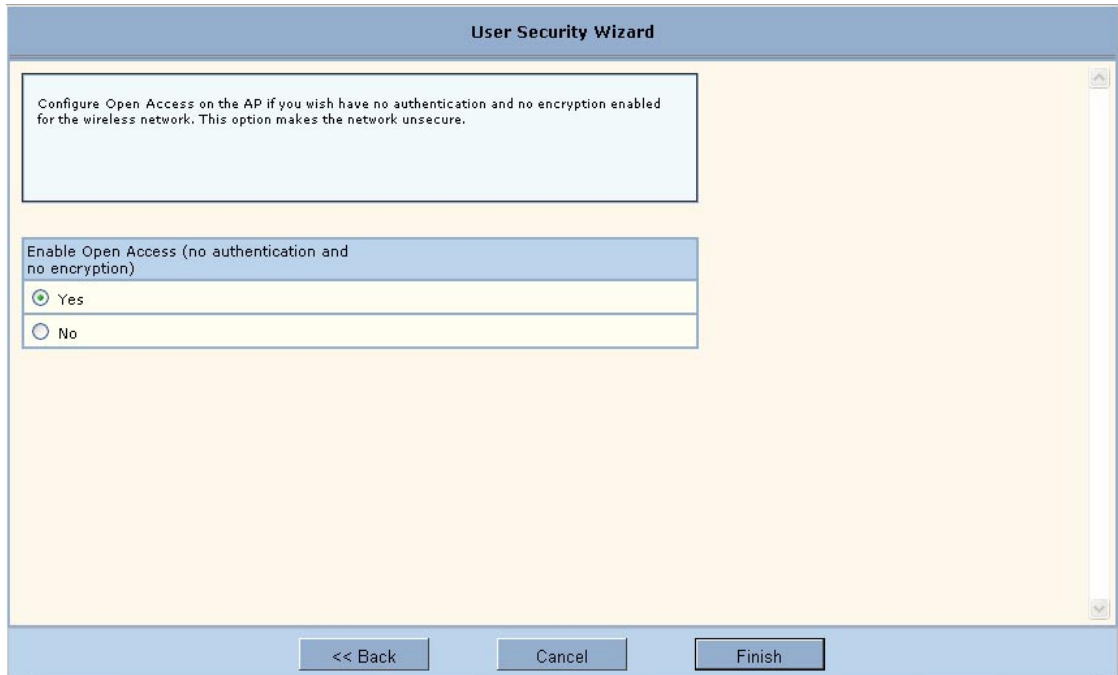 User Security Wizard
Configure Open Access on the AP if you wish have no authentication and no encryption enabled
for the wireless network. This option makes the network unsecure.
Enable Open Access (no authentication and
no encryption)
Yes
No
<< Back
Cancel
Finish